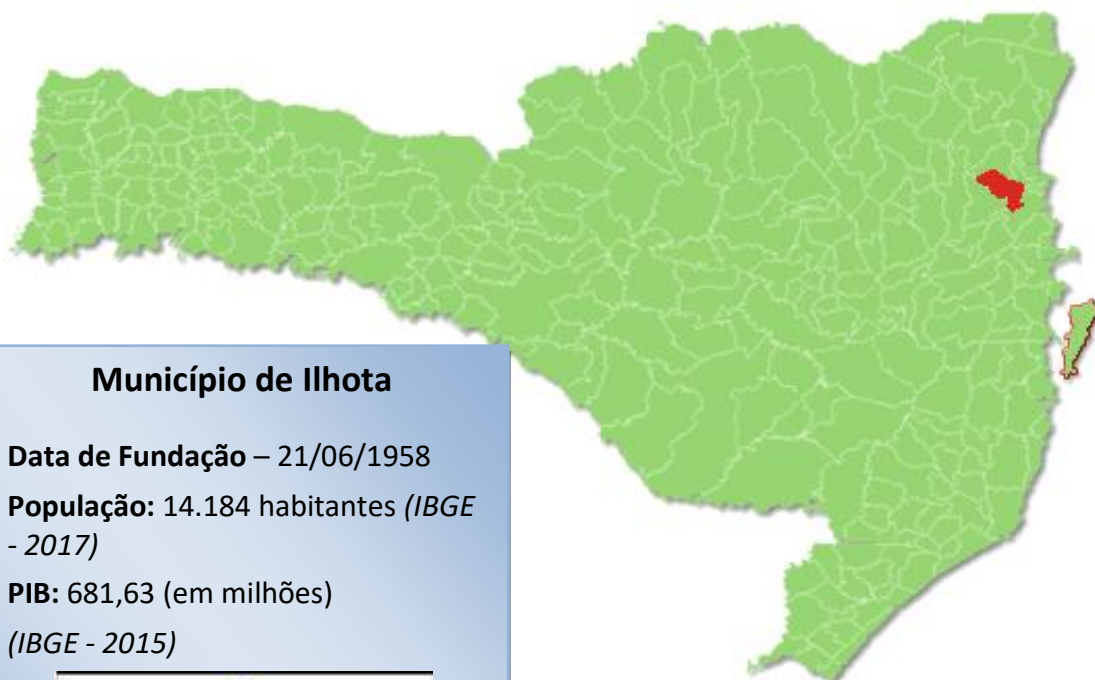 Município de Ilhota
Data de Fundação – 21/06/1958
População: 14.184 habitantes (IBGE
- 2017)
PIB: 681,63 (em milhões)
(IBGE - 2015)